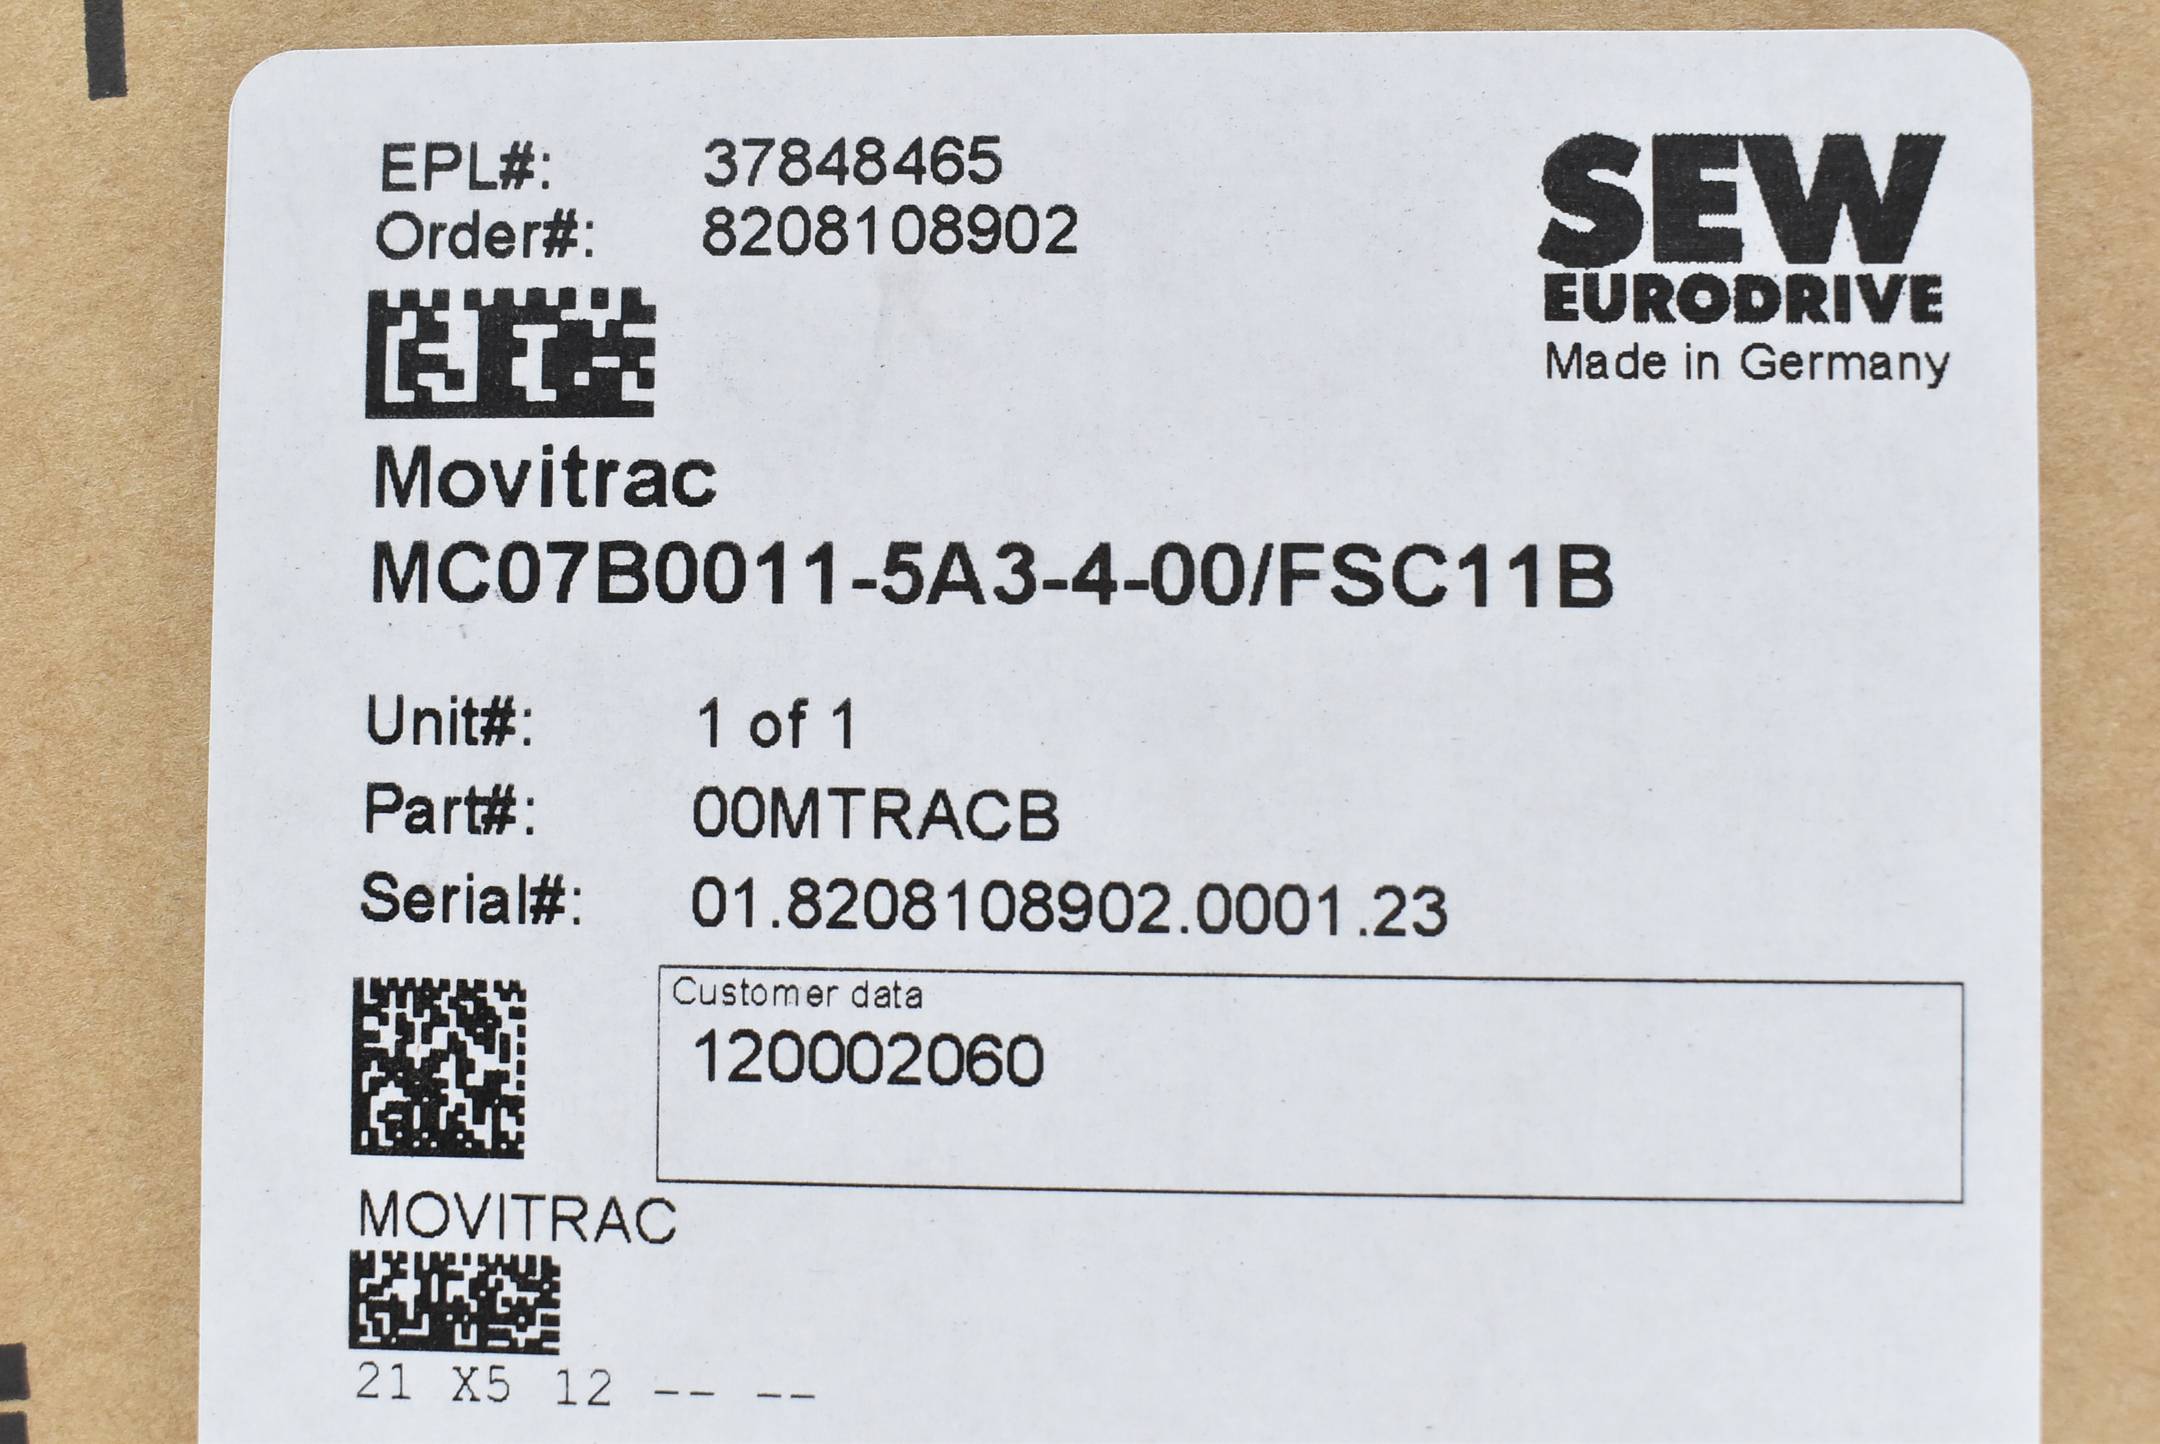 EPL#: 37848465
Order#: 8208108902
SEW
EURODRIVE
Made in Germany
Movitrac
MC07B0011-5A3-4-00/FSC11B
Unit#: 1 of 1
Part#: 00MTRACB
Serial#: 01.8208108902.0001.23
Customer data
120002060
MOVITRAC
21 X5 12 -- --